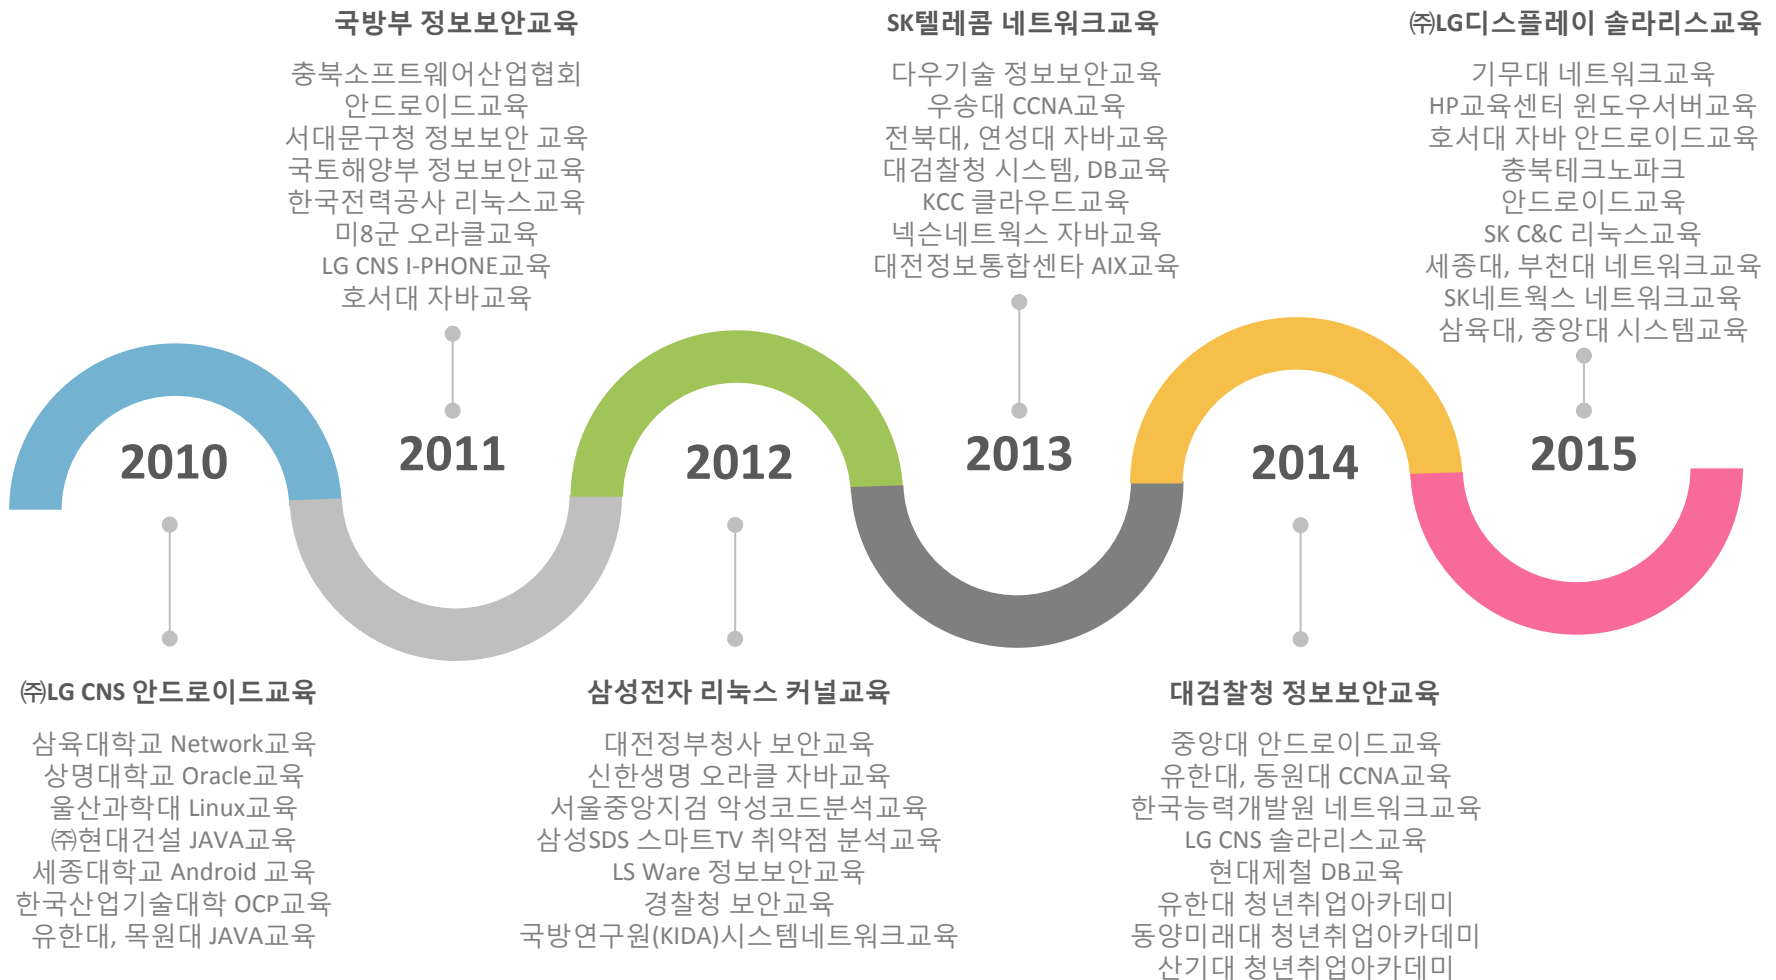 국방부 정보보안교육
충북소프트웨어산업협회
안드로이드교육
서대문구청 정보보안 교육
국토해양부 정보보안교육
한국전력공사 리눅스교육
미8군 오라클교육
LG CNS I-PHONE교육
호서대 자바교육
SK텔레콤 네트워크교육
다우기술 정보보안교육
우송대 CCNA교육
전북대, 연성대 자바교육
대검찰청 시스템, DB교육
KCC 클라우드교육
넥슨네트웍스 자바교육
대전정보통합센타 AIX교육
㈜LG디스플레이 솔라리스교육
기무대 네트워크교육
HP교육센터 윈도우서버교육
호서대 자바 안드로이드교육
충북테크노파크
안드로이드교육
SK C&C 리눅스교육
세종대, 부천대 네트워크교육
SK네트웍스 네트워크교육
삼육대, 중앙대 시스템교육
2010
2011
2012
2013
2014
2015
㈜LG CNS 안드로이드교육
삼육대학교 Network교육
상명대학교 Oracle교육
울산과학대 Linux교육
㈜현대건설 JAVA교육
세종대학교 Android 교육
한국산업기술대학 OCP교육
유한대, 목원대 JAVA교육
삼성전자 리눅스 커널교육
대전정부청사 보안교육
신한생명 오라클 자바교육
서울중앙지검 악성코드분석교육
삼성SDS 스마트TV 취약점 분석교육
LS Ware 정보보안교육
경찰청 보안교육
국방연구원(KIDA)시스템네트워크교육
대검찰청 정보보안교육
중앙대 안드로이드교육
유한대, 동원대 CCNA교육
한국능력개발원 네트워크교육
LG CNS 솔라리스교육
현대제철 DB교육
유한대 청년취업아카데미
동양미래대 청년취업아카데미
산기대 청년취업아카데미